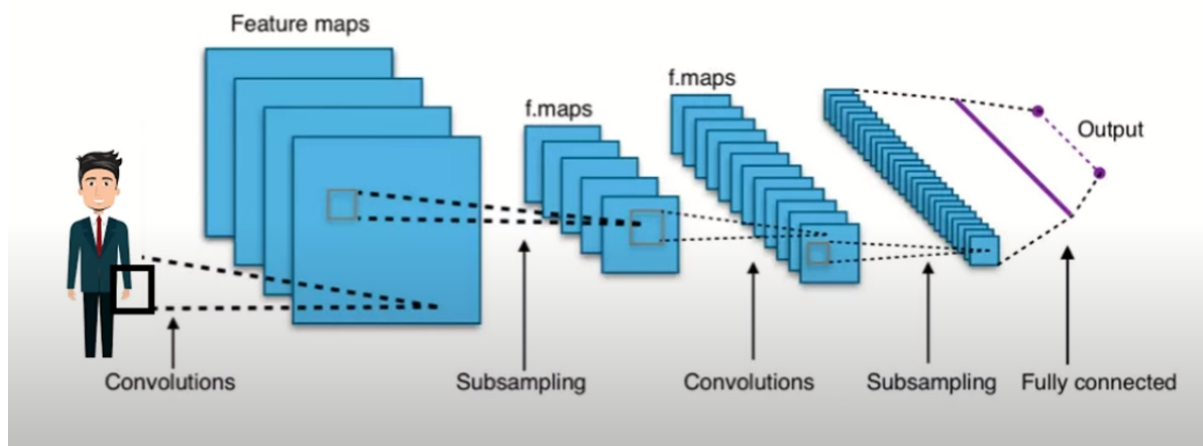 Feature maps
f.maps
f.maps
Output
Convolutions
Subsampling
Convolutions
Subsampling
Fully connected